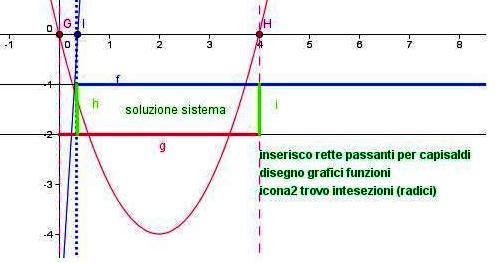 G I H
0
-1 0 1 2 3 4 5 6 7 8
f
-1
h i
soluzione sistema
-2
g
inserisco rette passanti per capisaldi
disegno grafici funzioni
-3
icona2 trovo intesezioni (radici)
-4